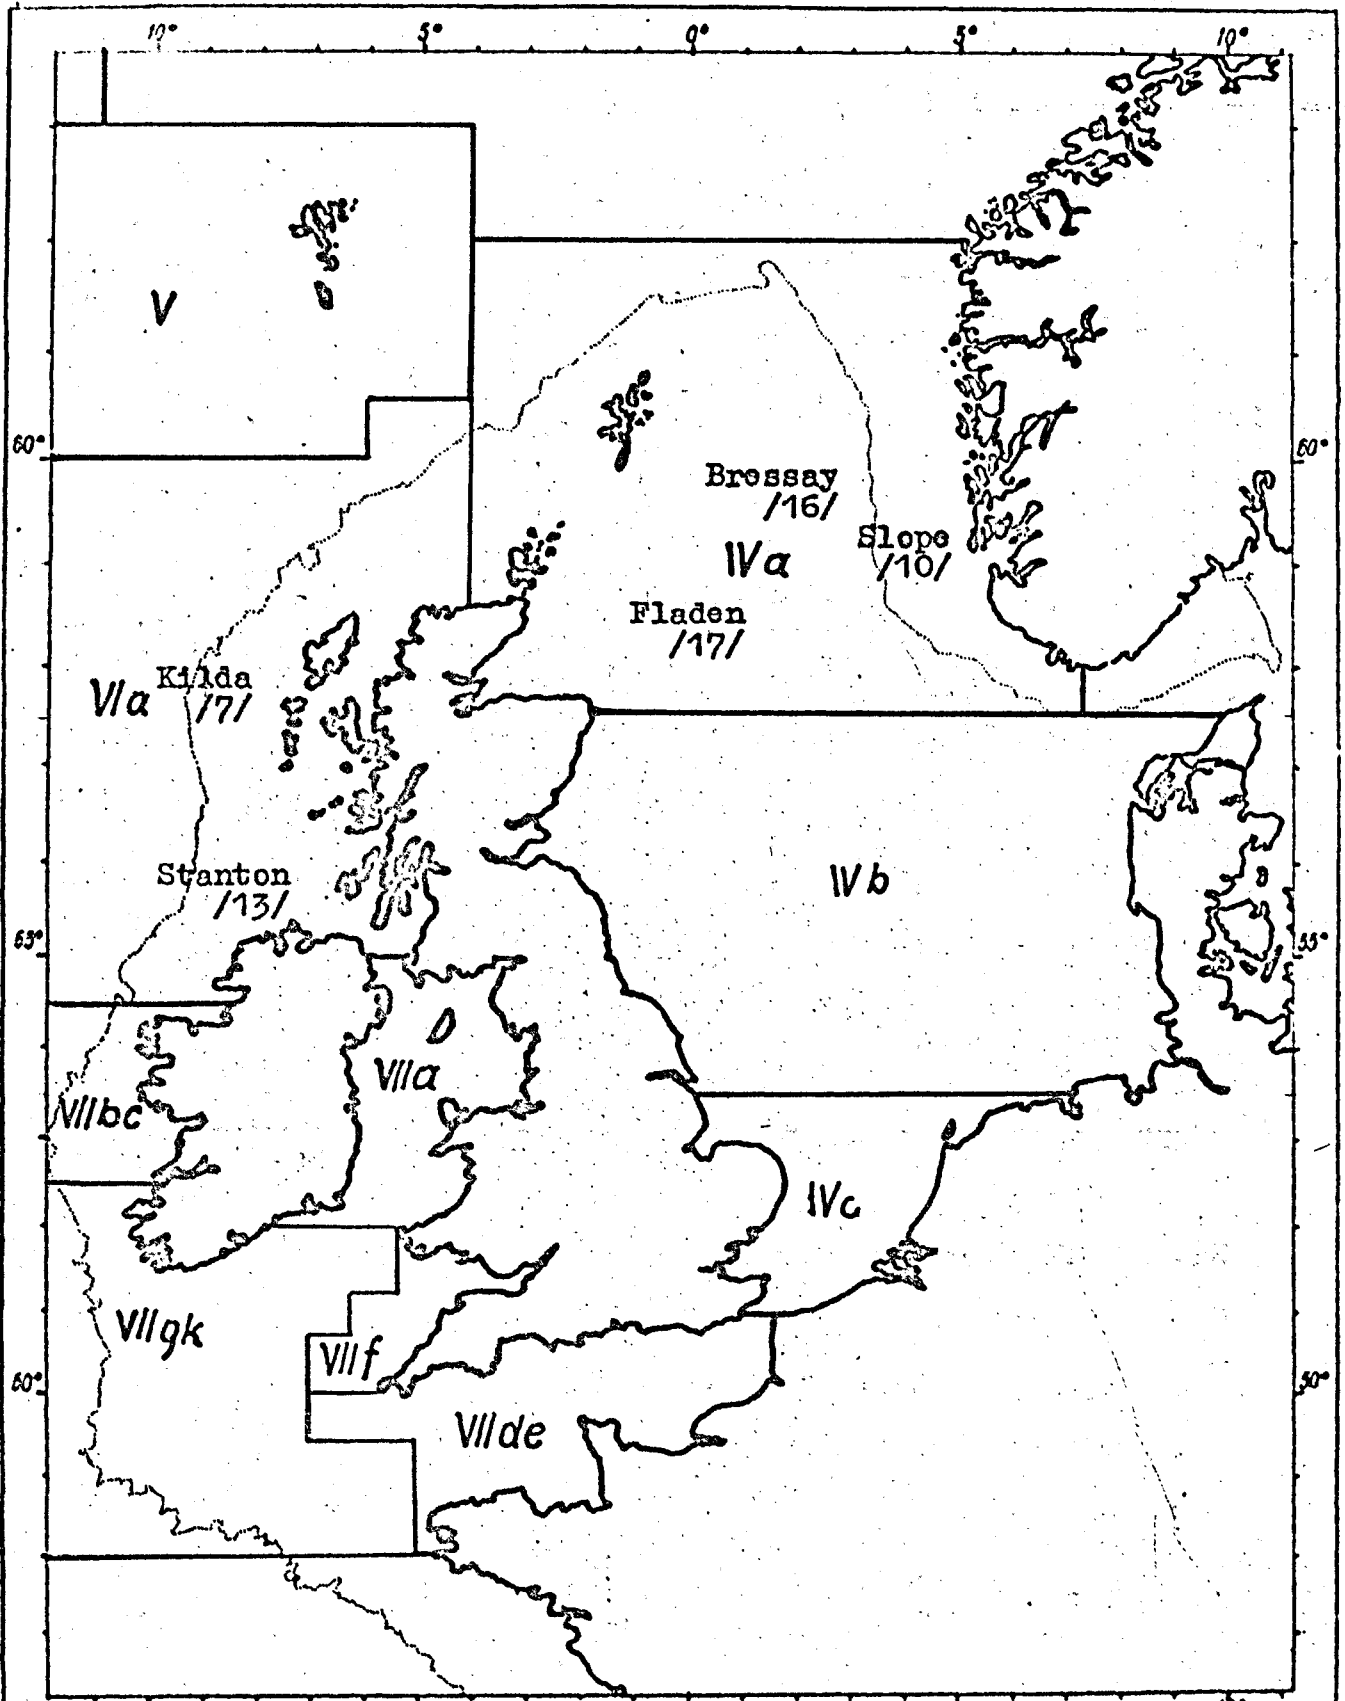 10° 5° 0° 5° 10°
V
60° 60°
Bressay
/16/
Slope
/10/
IVa
Fladen
/17/
Kilda
/7/
VIa
Stanton
/13/
IVb
55° 55°
VIIa
VIIbc
IVc
VIIgk
VIIf
50° 50°
VIIde